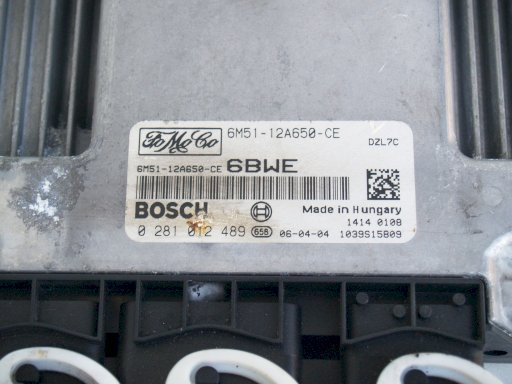 FoMoCo 6M51-12A650-CE
DZL7C
6M51-12A650-CE 6BWE
BOSCH Made in Hungary
1414 0108
0 281 012 489 656 06-04-04 1039S15809